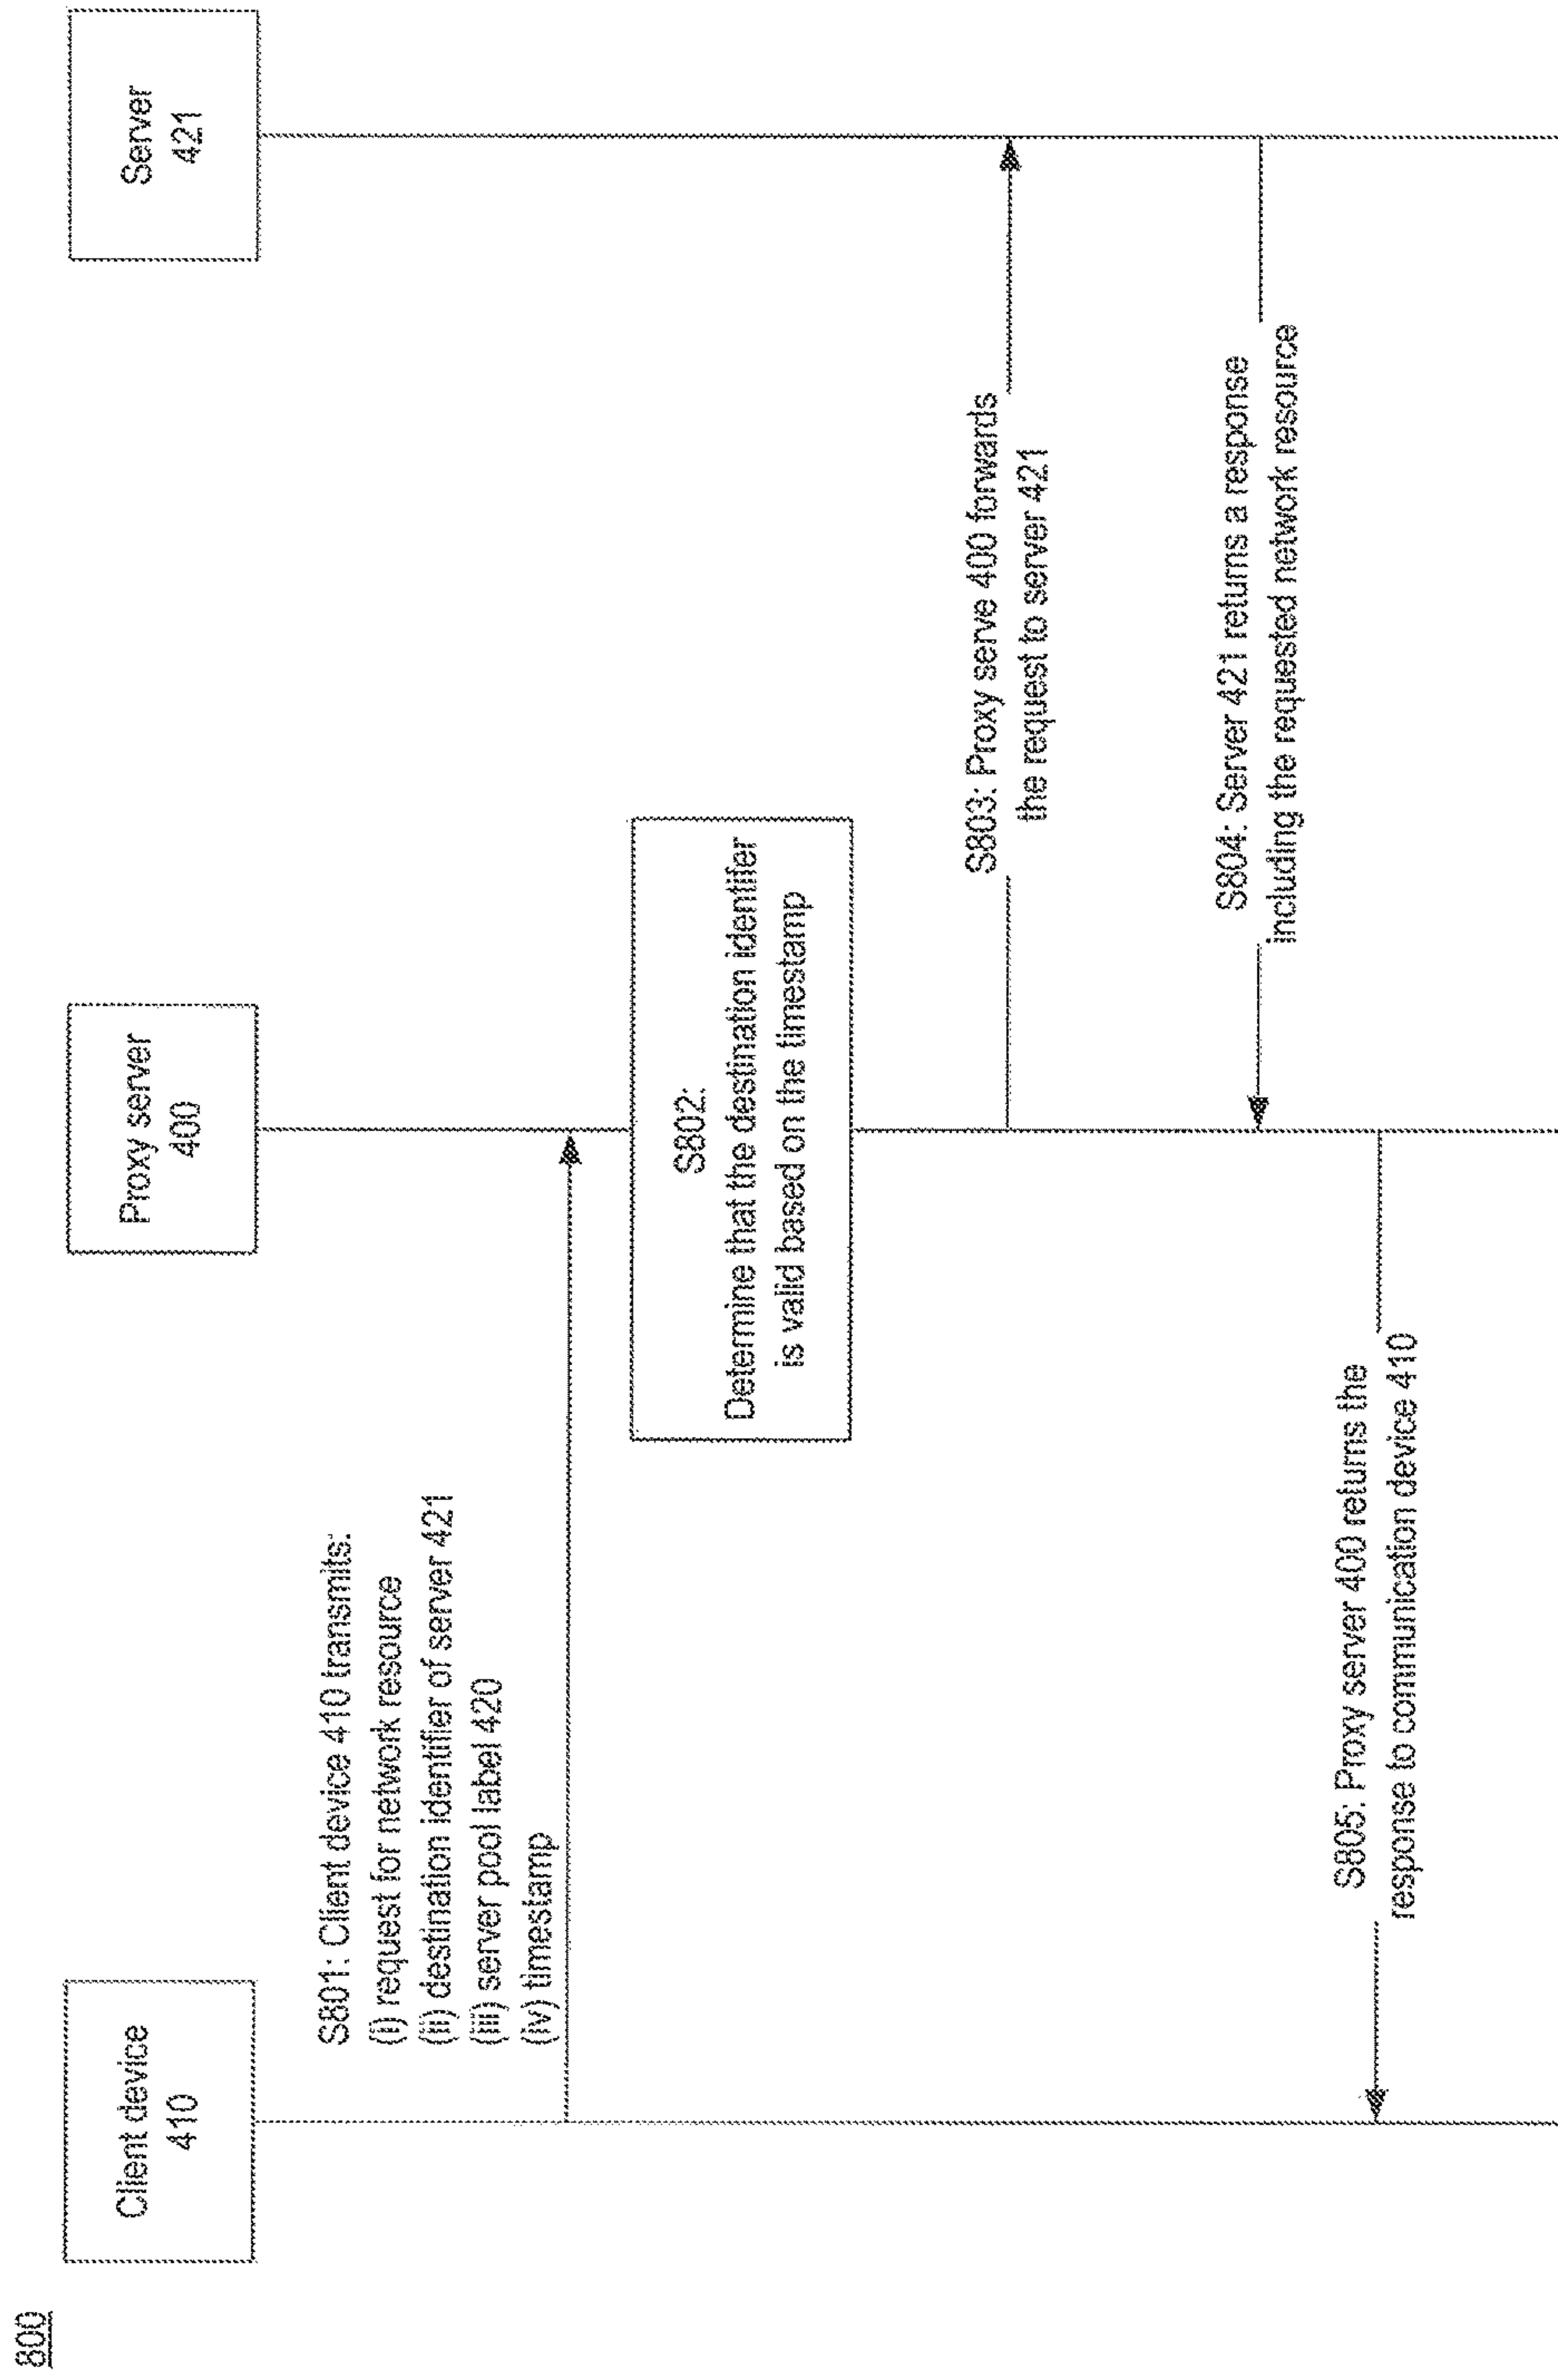 800
Client device
410
Proxy server
400
Server
421
S801: Client device 410 transmits:
(i) request for network resource
(ii) destination identifier of server 421
(iii) server pool label 420
(iv) timestamp
S802:
Determine that the destination identifer
is valid based on the timestamp
S803: Proxy serve 400 forwards
the request to server 421
S804: Server 421 returns a response
including the requested network resource
S805: Proxy server 400 returns the
response to communication device 410